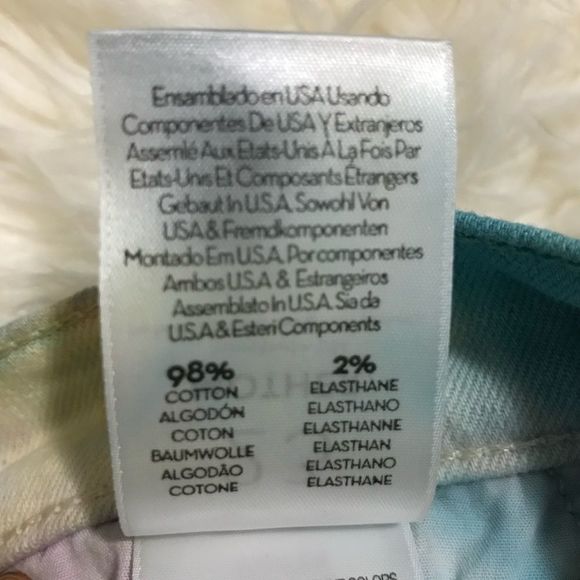 Ensamblado en USA Usando
Componentes De USA Y Extranjeros
Assemlé Aux Etats-Unis À La Fois Par
Etats-Unis Et Composants Étrangers
Gebaut In U.S.A. Sowohl Von
USA & Fremdkomponenten
Montado Em U.S.A. Por componentes
Ambos U.S.A & Estrangeiros
Assemblato In U.S.A. Sia da
U.S.A & Esteri Components
98% 2%
COTTON ELASTHANE
ALGODÓN ELASTHANO
COTON ELASTHANNE
BAUMWOLLE ELASTHAN
ALGODÃO ELASTHANO
COTONE ELASTHANE
COLORS